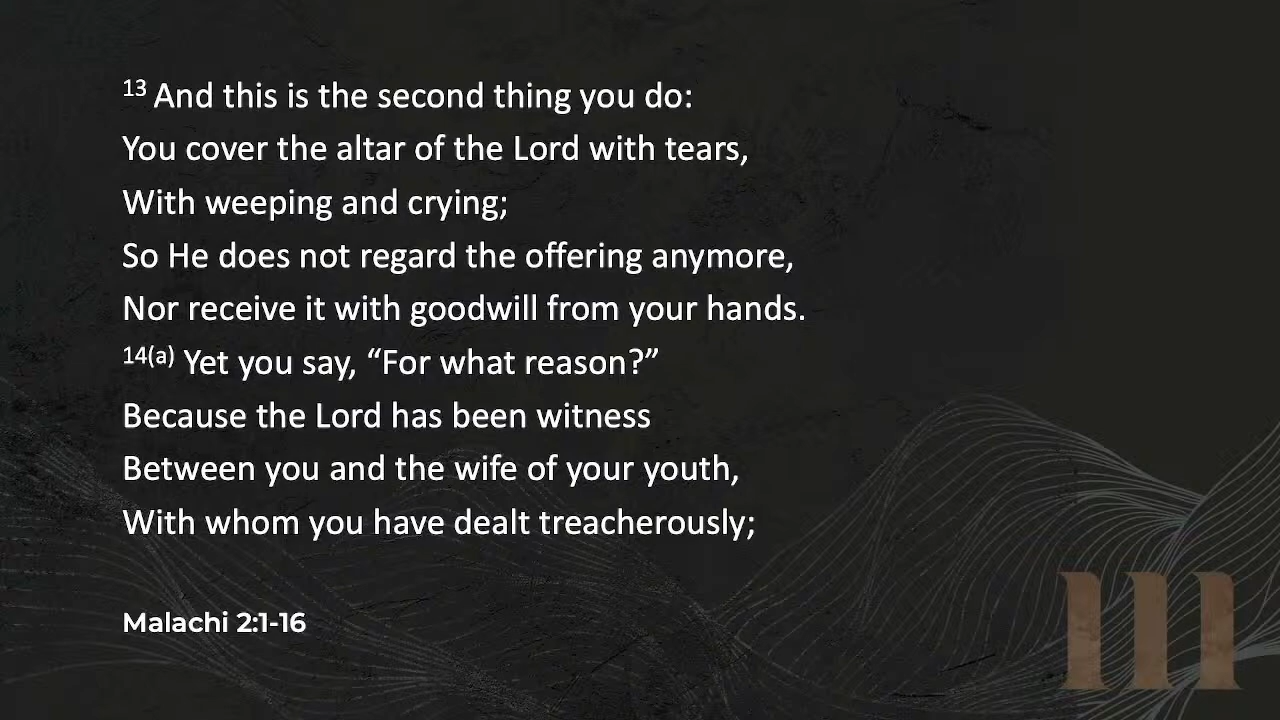 13 And this is the second thing you do:
You cover the altar of the Lord with tears,
With weeping and crying;
So He does not regard the offering anymore,
Nor receive it with goodwill from your hands.
14(a) Yet you say, “For what reason?”
Because the Lord has been witness
Between you and the wife of your youth,
With whom you have dealt treacherously;
Malachi 2:1-16
111